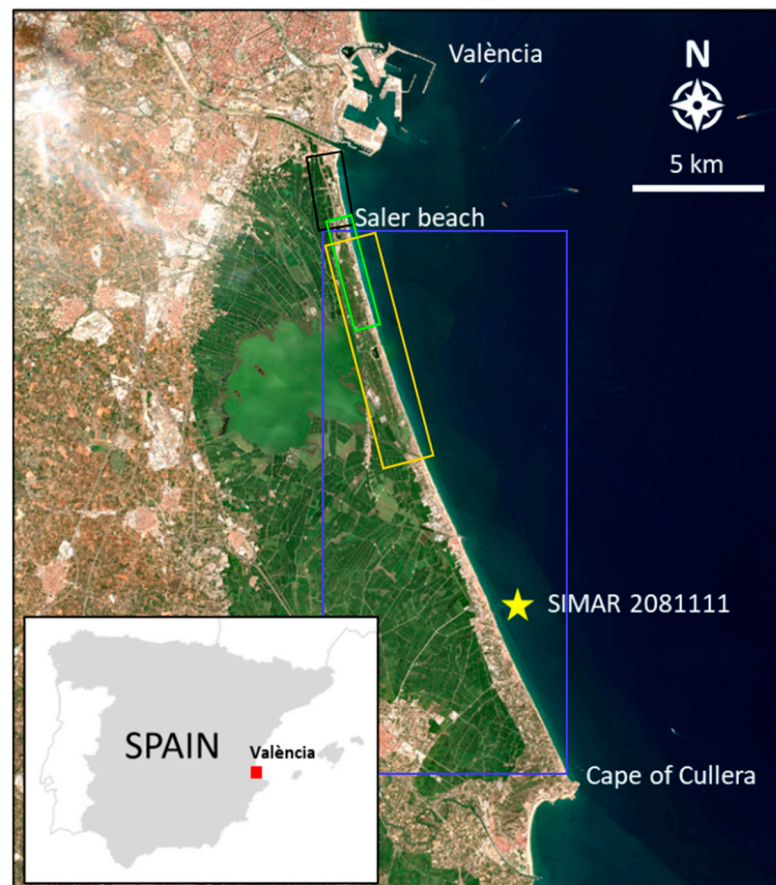 València
N
5 km
Saler beach
SIMAR 2081111
SPAIN
València
Cape of Cullera